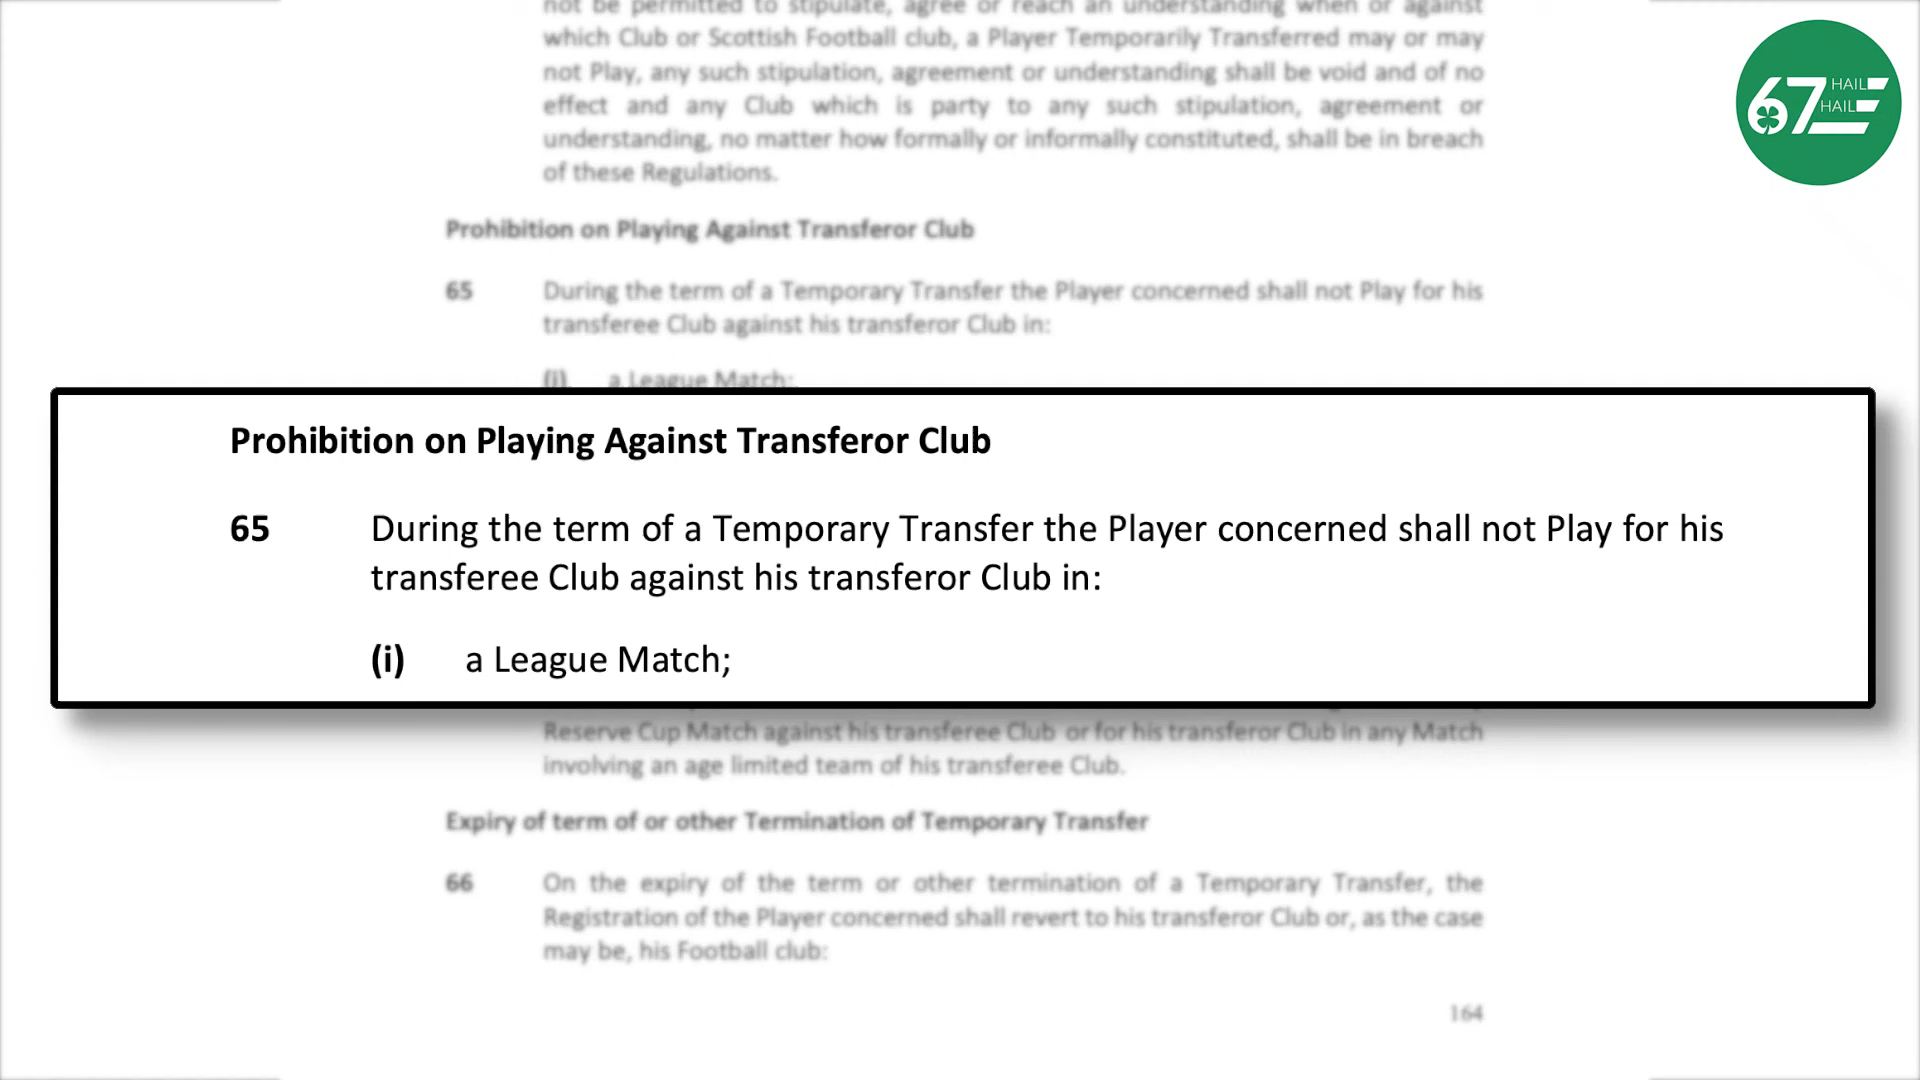 not be permitted to stipulate, agree or reach an understanding when or against
which Club or Scottish Football club, a Player Temporarily Transferred may or may
not Play, any such stipulation, agreement or understanding shall be void and of no
effect and any Club which is party to any such stipulation, agreement or
understanding, no matter how formally or informally constituted, shall be in breach
of these Regulations.
67 HAIL HAIL
Prohibition on Playing Against Transferor Club
65 During the term of a Temporary Transfer the Player concerned shall not Play for his
transferee Club against his transferor Club in:
(i) a League Match;
Prohibition on Playing Against Transferor Club
65 During the term of a Temporary Transfer the Player concerned shall not Play for his
transferee Club against his transferor Club in:
(i) a League Match;
Reserve Cup Match against his transferee Club or for his transferor Club in any Match
involving an age limited team of his transferee Club.
Expiry of term of or other Termination of Temporary Transfer
66 On the expiry of the term or other termination of a Temporary Transfer, the
Registration of the Player concerned shall revert to his transferor Club or, as the case
may be, his Football club:
164